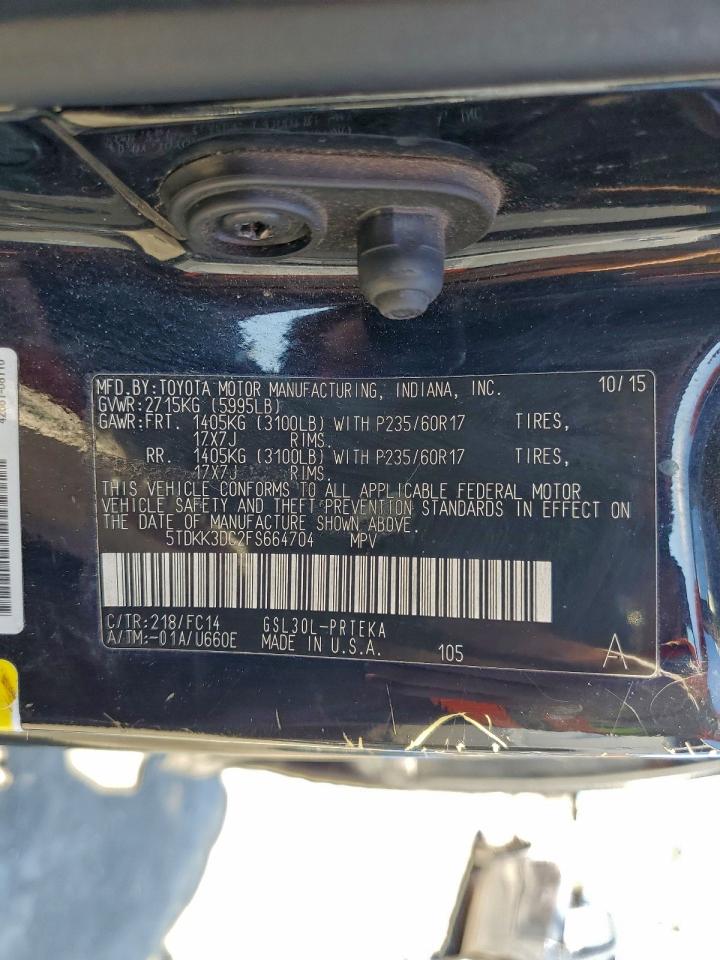 MFD.BY:TOYOTA MOTOR MANUFACTURING, INDIANA, INC. 10/15
GVWR:2715KG (5995LB)
GAWR:FRT. 1405KG (3100LB) WITH P235/60R17 TIRES,
17X7J RIMS.
RR. 1405KG (3100LB) WITH P235/60R17 TIRES,
17X7J RIMS.
THIS VEHICLE CONFORMS TO ALL APPLICABLE FEDERAL MOTOR
VEHICLE SAFETY AND THEFT PREVENTION STANDARDS IN EFFECT ON
THE DATE OF MANUFACTURE SHOWN ABOVE.
5TDKK3DC2FS664704 MPV
C/TR:218/FC14 GSL30L-PRTEKA
A/TM:-01A/U660E MADE IN U.S.A. 105 A